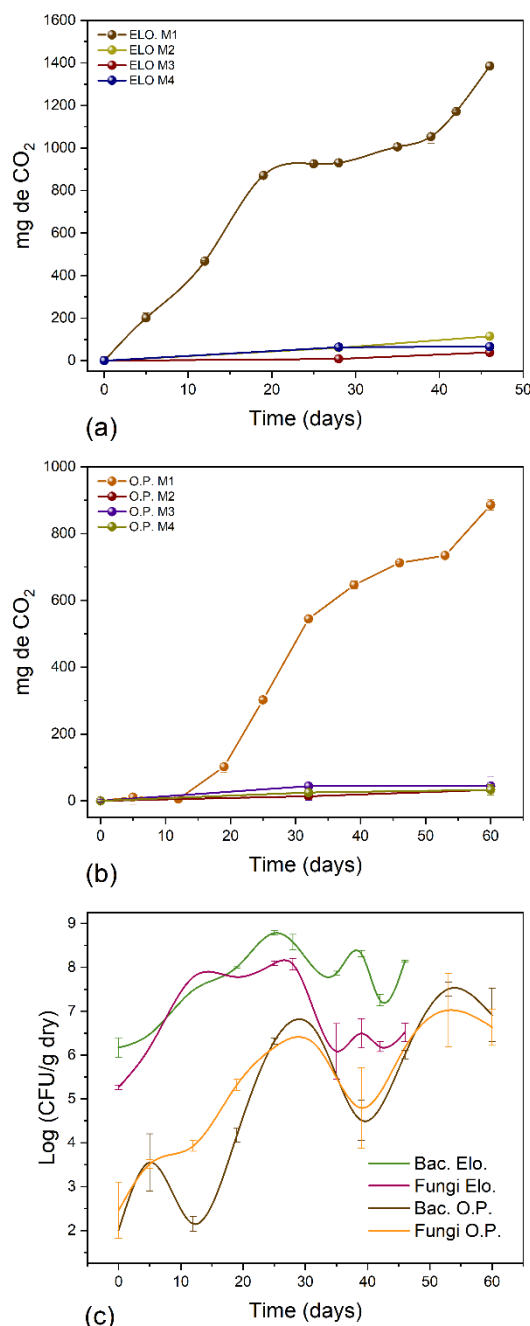 1600
1400
1200
1000
800
600
400
200
0
mg de CO₂
ELO. M1
ELO M2
ELO M3
ELO M4
0 10 20 30 40 50
Time (days)
(a)
1000
800
600
400
200
0
mg de CO₂
O.P. M1
O.P. M2
O.P. M3
O.P. M4
0 10 20 30 40 50 60
Time (days)
(b)
9
8
7
6
5
4
3
2
Log (CFU/g dry)
Bac. Elo.
Fungi Elo.
Bac. O.P.
Fungi O.P.
0 10 20 30 40 50 60
Time (days)
(c)